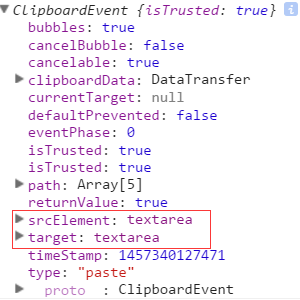 ▼ClipboardEvent {isTrusted: true} i
bubbles: true
cancelBubble: false
cancelable: true
▶clipboardData: DataTransfer
currentTarget: null
defaultPrevented: false
eventPhase: 0
isTrusted: true
isTrusted: true
▶path: Array[5]
returnValue: true
▶srcElement: textarea
▶target: textarea
timeStamp: 1457340127471
type: "paste"
▶__proto__: ClipboardEvent